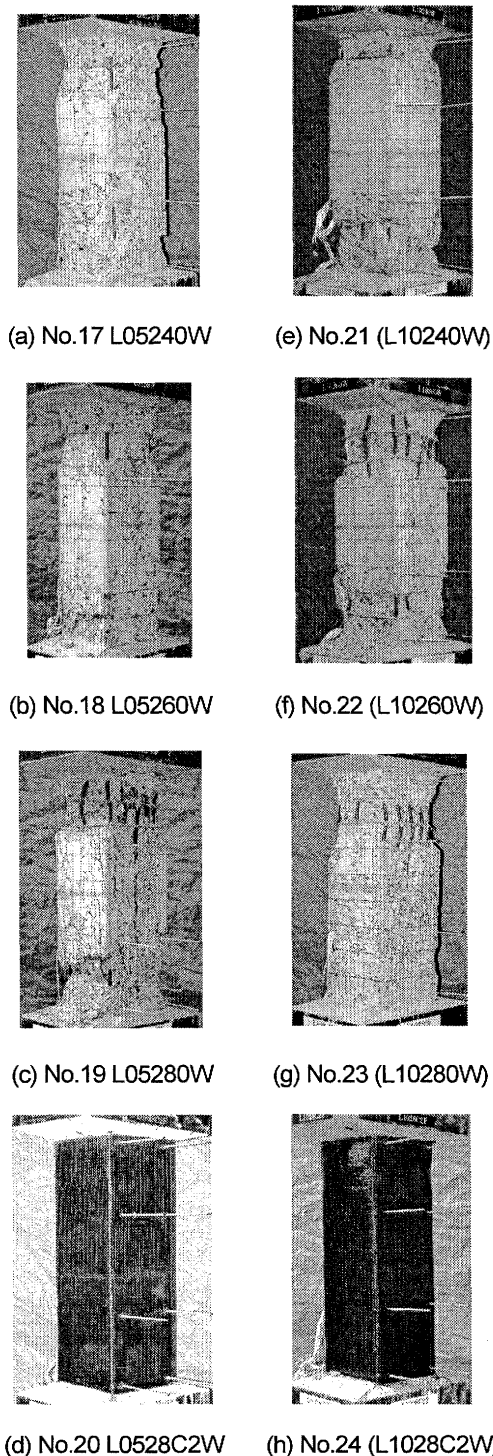 (a) No.17 L05240W
(e) No.21 (L10240W)
(b) No.18 L05260W
(f) No.22 (L10260W)
(c) No.19 L05280W
(g) No.23 (L10280W)
(d) No.20 L0528C2W
(h) No.24 (L1028C2W